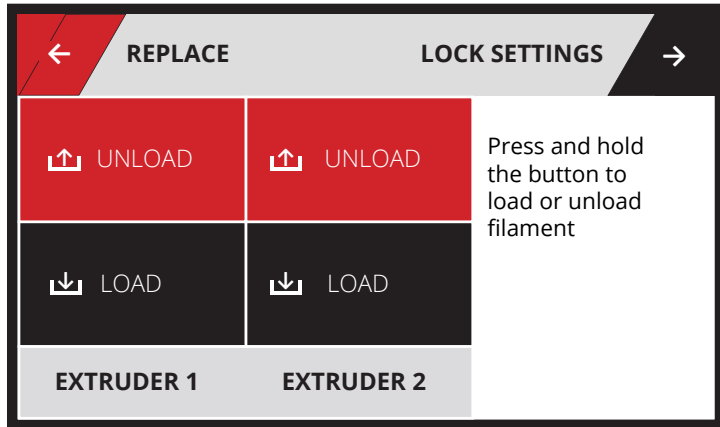 REPLACE
LOCK SETTINGS
UNLOAD
UNLOAD
Press and hold
the button to
load or unload
filament
LOAD
LOAD
EXTRUDER 1
EXTRUDER 2